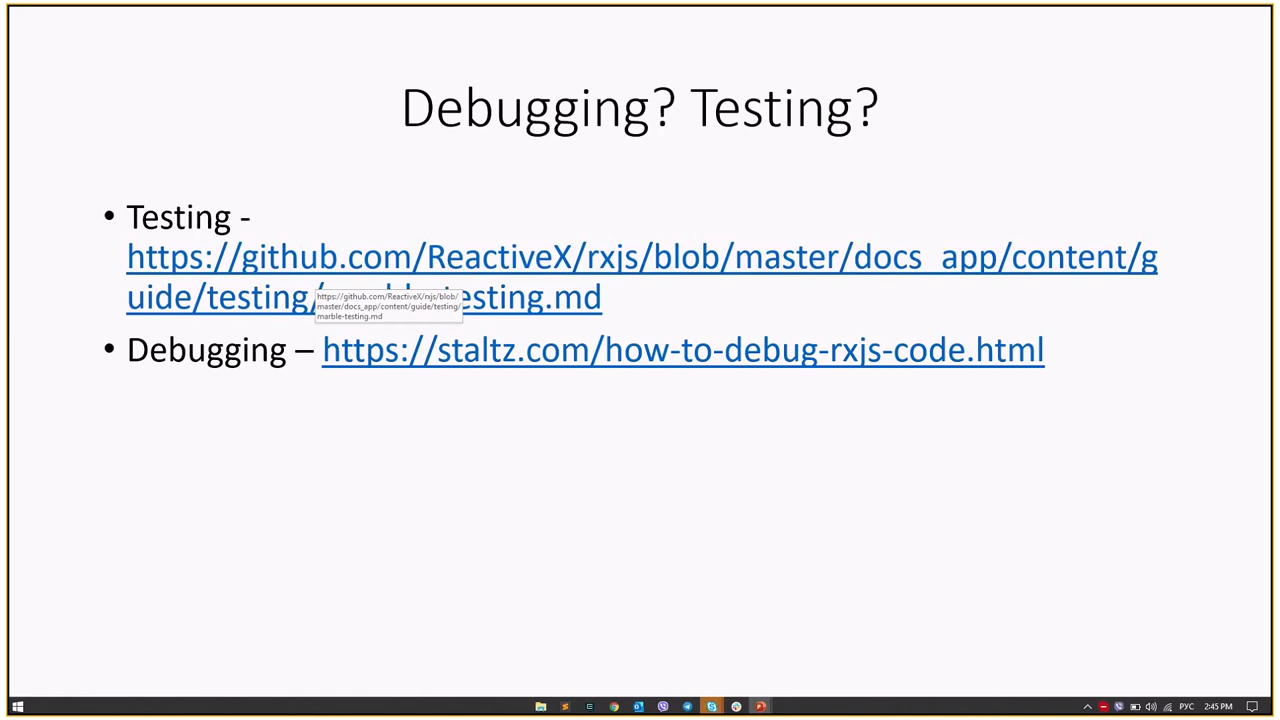 Debugging? Testing?
• Testing -
https://github.com/ReactiveX/rxjs/blob/master/docs_app/content/g
uide/testing/marble-testing.md
https://github.com/ReactiveX/rxjs/blob/
master/docs_app/content/guide/testing/
marble-testing.md
• Debugging – https://staltz.com/how-to-debug-rxjs-code.html
РУС 2:45 PM